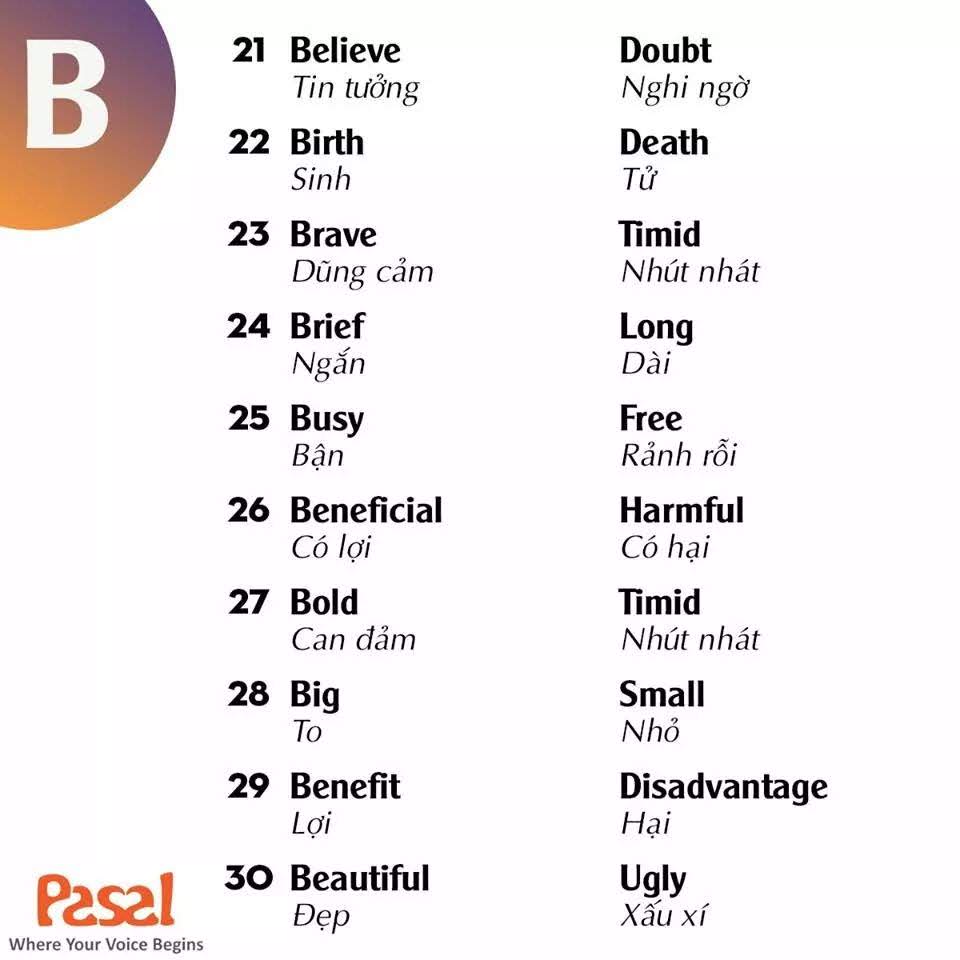 B
21 Believe Doubt
Tin tưởng Nghi ngờ
22 Birth Death
Sinh Tử
23 Brave Timid
Dũng cảm Nhút nhát
24 Brief Long
Ngắn Dài
25 Busy Free
Bận Rảnh rỗi
26 Beneficial Harmful
Có lợi Có hại
27 Bold Timid
Can đảm Nhút nhát
28 Big Small
To Nhỏ
29 Benefit Disadvantage
Lợi Hại
30 Beautiful Ugly
Đẹp Xấu xí
Pasal
Where Your Voice Begins